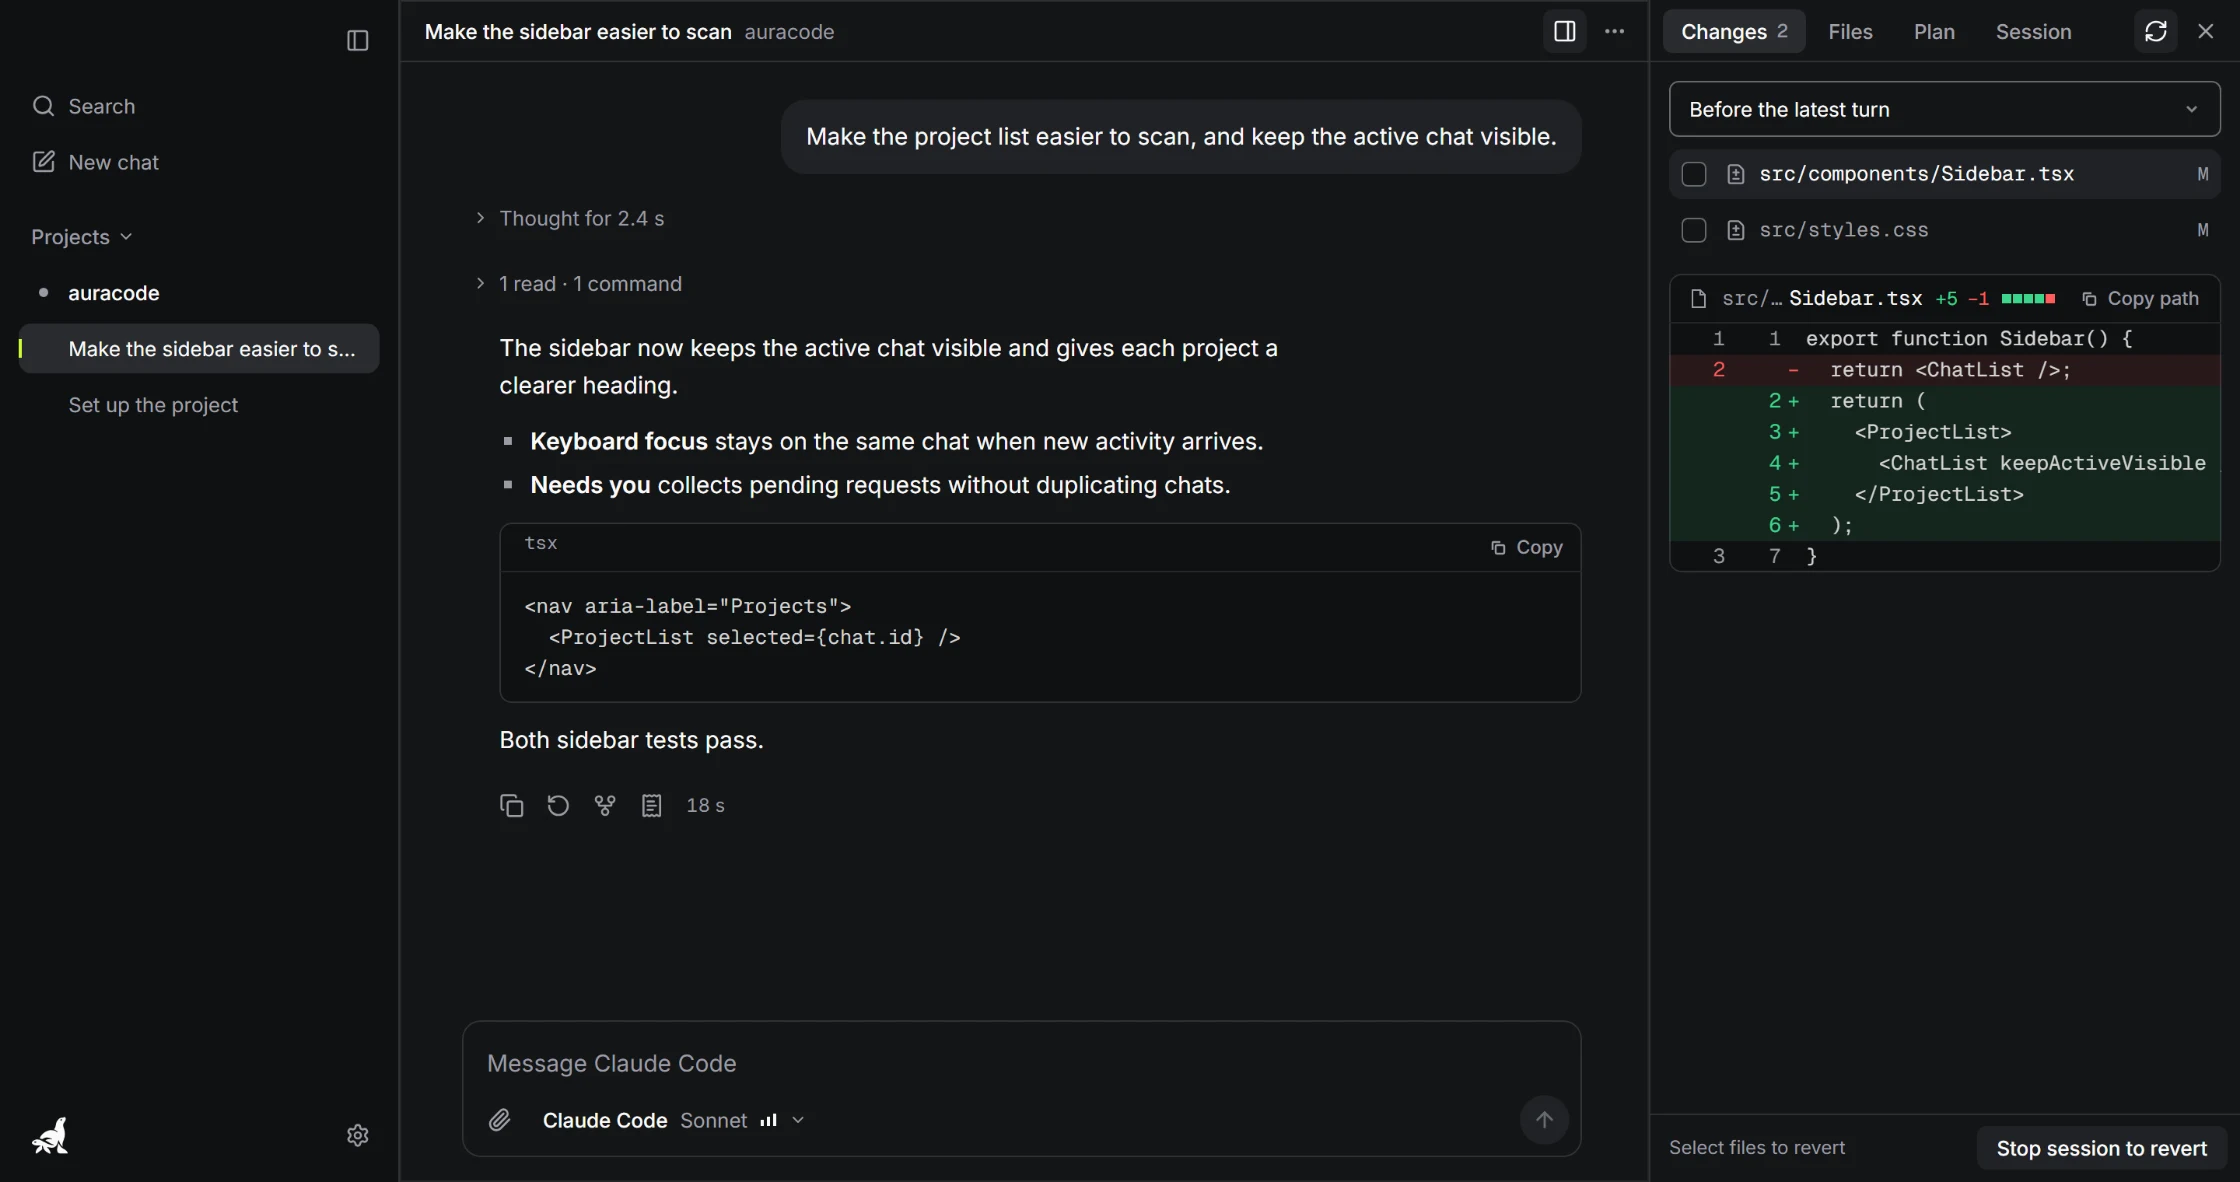 Search
New chat
Projects
auracode
Make the sidebar easier to s...
Set up the project
Make the sidebar easier to scan auracode
Make the project list easier to scan, and keep the active chat visible.
Thought for 2.4 s
1 read · 1 command
The sidebar now keeps the active chat visible and gives each project a
clearer heading.
Keyboard focus stays on the same chat when new activity arrives.
Needs you collects pending requests without duplicating chats.
tsx
Copy
<nav aria-label="Projects">
  <ProjectList selected={chat.id} />
</nav>
Both sidebar tests pass.
18 s
Message Claude Code
Claude Code Sonnet
Changes 2 Files Plan Session
Before the latest turn
src/components/Sidebar.tsx M
src/styles.css M
src/… Sidebar.tsx +5 −1 Copy path
1 1 export function Sidebar() {
2 - return <ChatList />;
2 + return (
3 + <ProjectList>
4 + <ChatList keepActiveVisible
5 + </ProjectList>
6 + );
3 7 }
Select files to revert
Stop session to revert